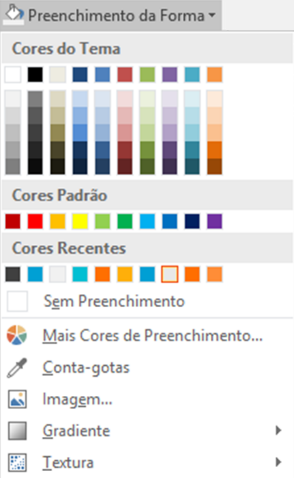 Preenchimento da Forma
Cores do Tema
Cores Padrão
Cores Recentes
Sem Preenchimento
Mais Cores de Preenchimento...
Conta-gotas
Imagem...
Gradiente
Textura